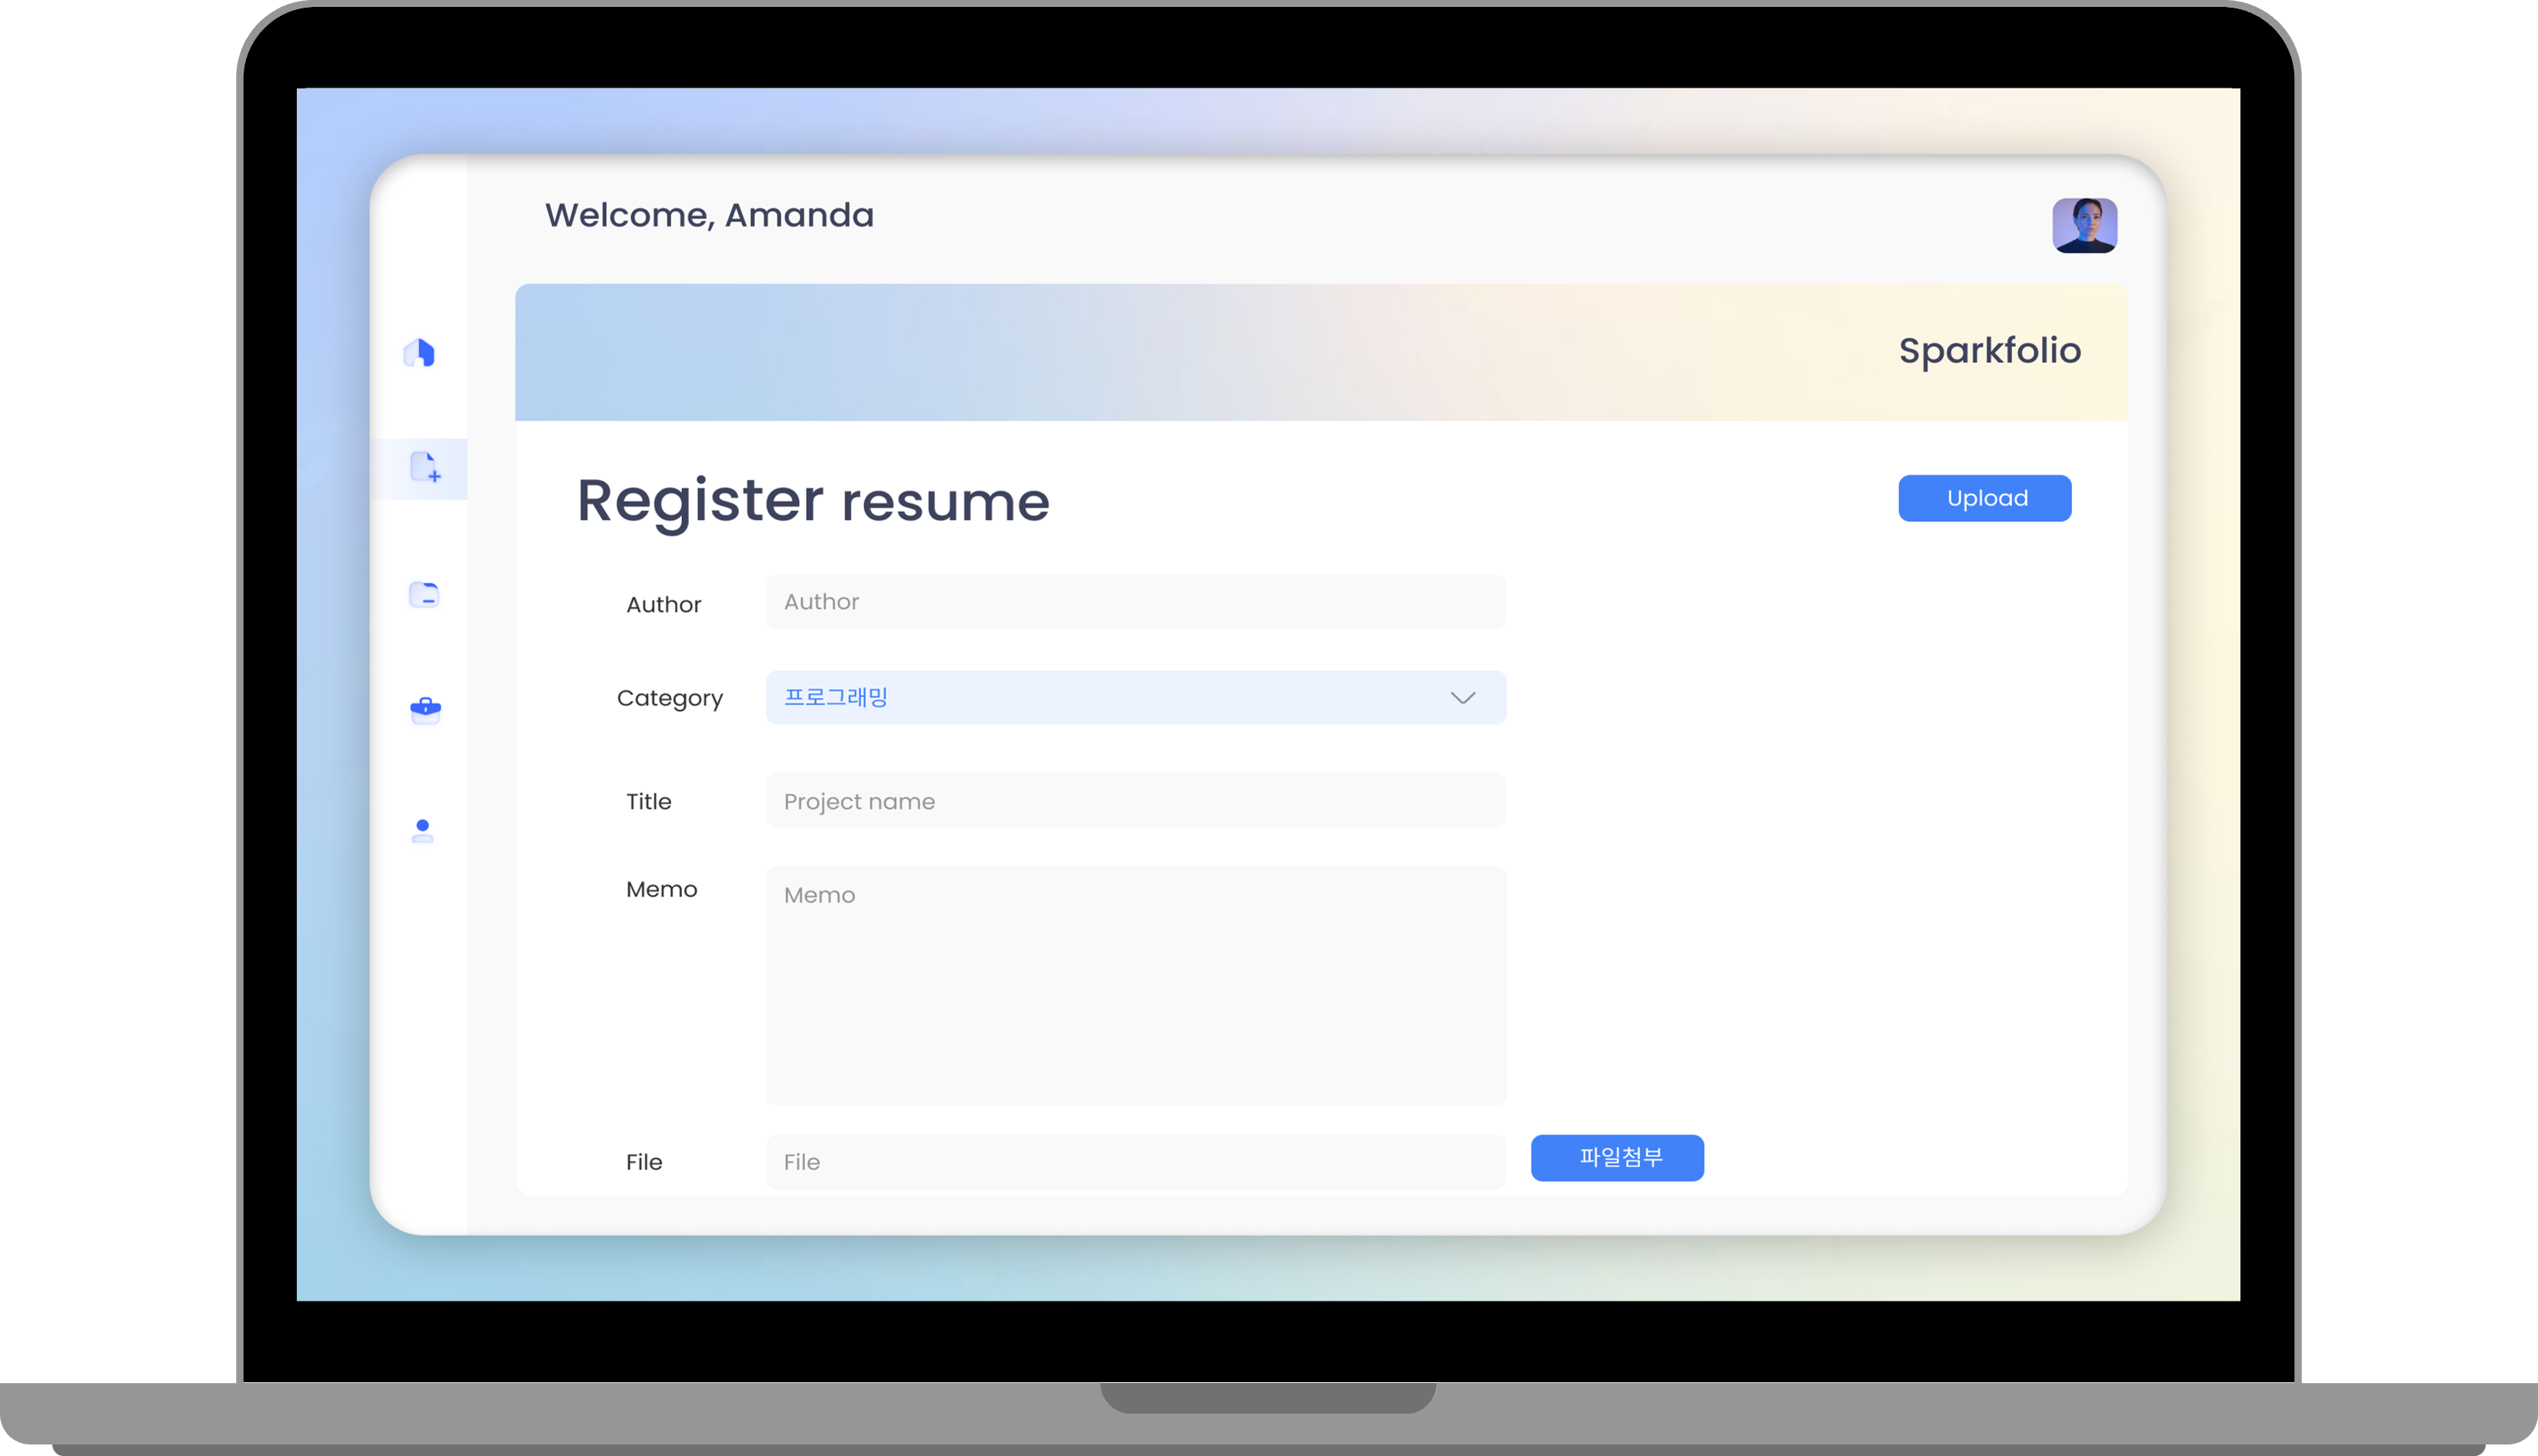 Welcome, Amanda
Sparkfolio
Register resume
Upload
Author
Author
Category
프로그래밍
Title
Project name
Memo
Memo
File
File
파일첨부